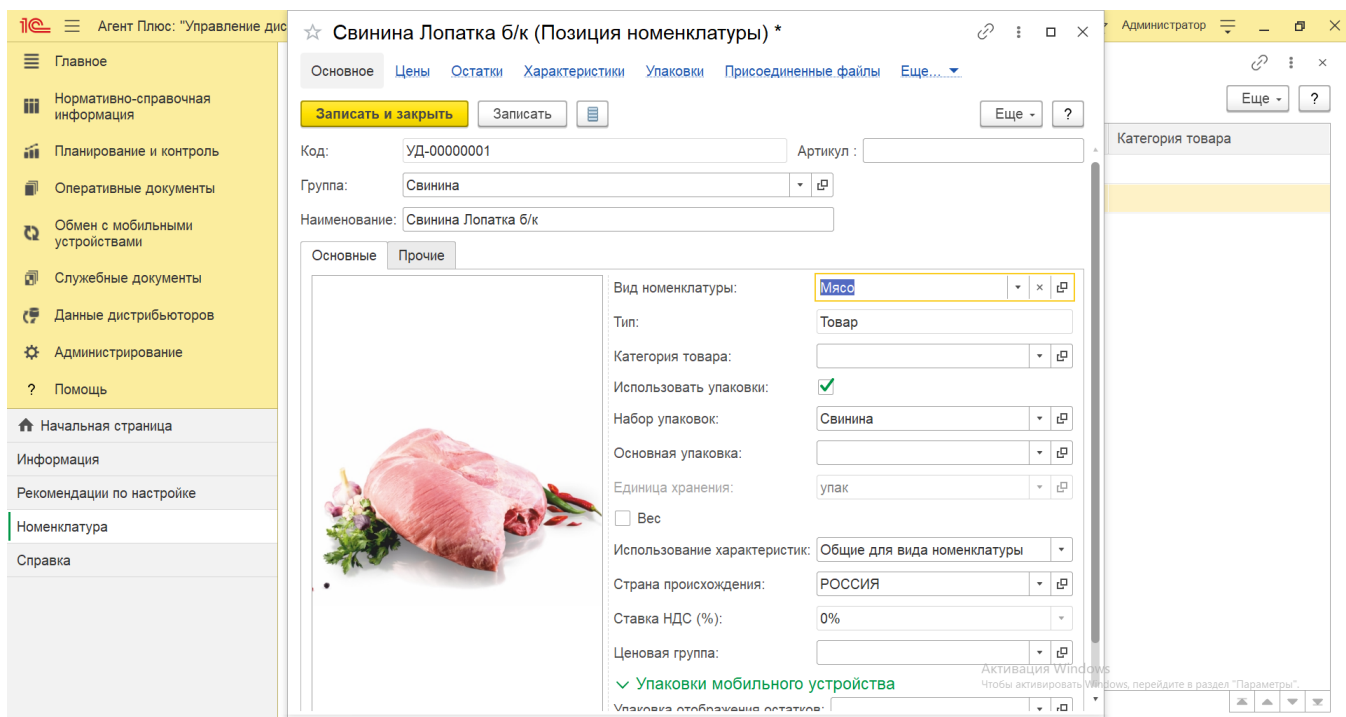 1С Агент Плюс: "Управление дис
Администратор
Главное
Нормативно-справочная
информация
Планирование и контроль
Оперативные документы
Обмен с мобильными
устройствами
Служебные документы
Данные дистрибьюторов
Администрирование
? Помощь
Начальная страница
Информация
Рекомендации по настройке
Номенклатура
Справка
Свинина Лопатка б/к (Позиция номенклатуры) *
Основное Цены Остатки Характеристики Упаковки Присоединенные файлы Еще...
Записать и закрыть Записать Еще ?
Код: УД-00000001 Артикул :
Группа: Свинина
Наименование: Свинина Лопатка б/к
Основные Прочие
Вид номенклатуры: Мясо
Тип: Товар
Категория товара:
Использовать упаковки:
Набор упаковок: Свинина
Основная упаковка:
Единица хранения: упак
Вес
Использование характеристик: Общие для вида номенклатуры
Страна происхождения: РОССИЯ
Ставка НДС (%): 0%
Ценовая группа:
Упаковки мобильного устройства
Упаковка отображения остатков:
Еще ?
Категория товара
Активация Windows
Чтобы активировать Windows, перейдите в раздел "Параметры".